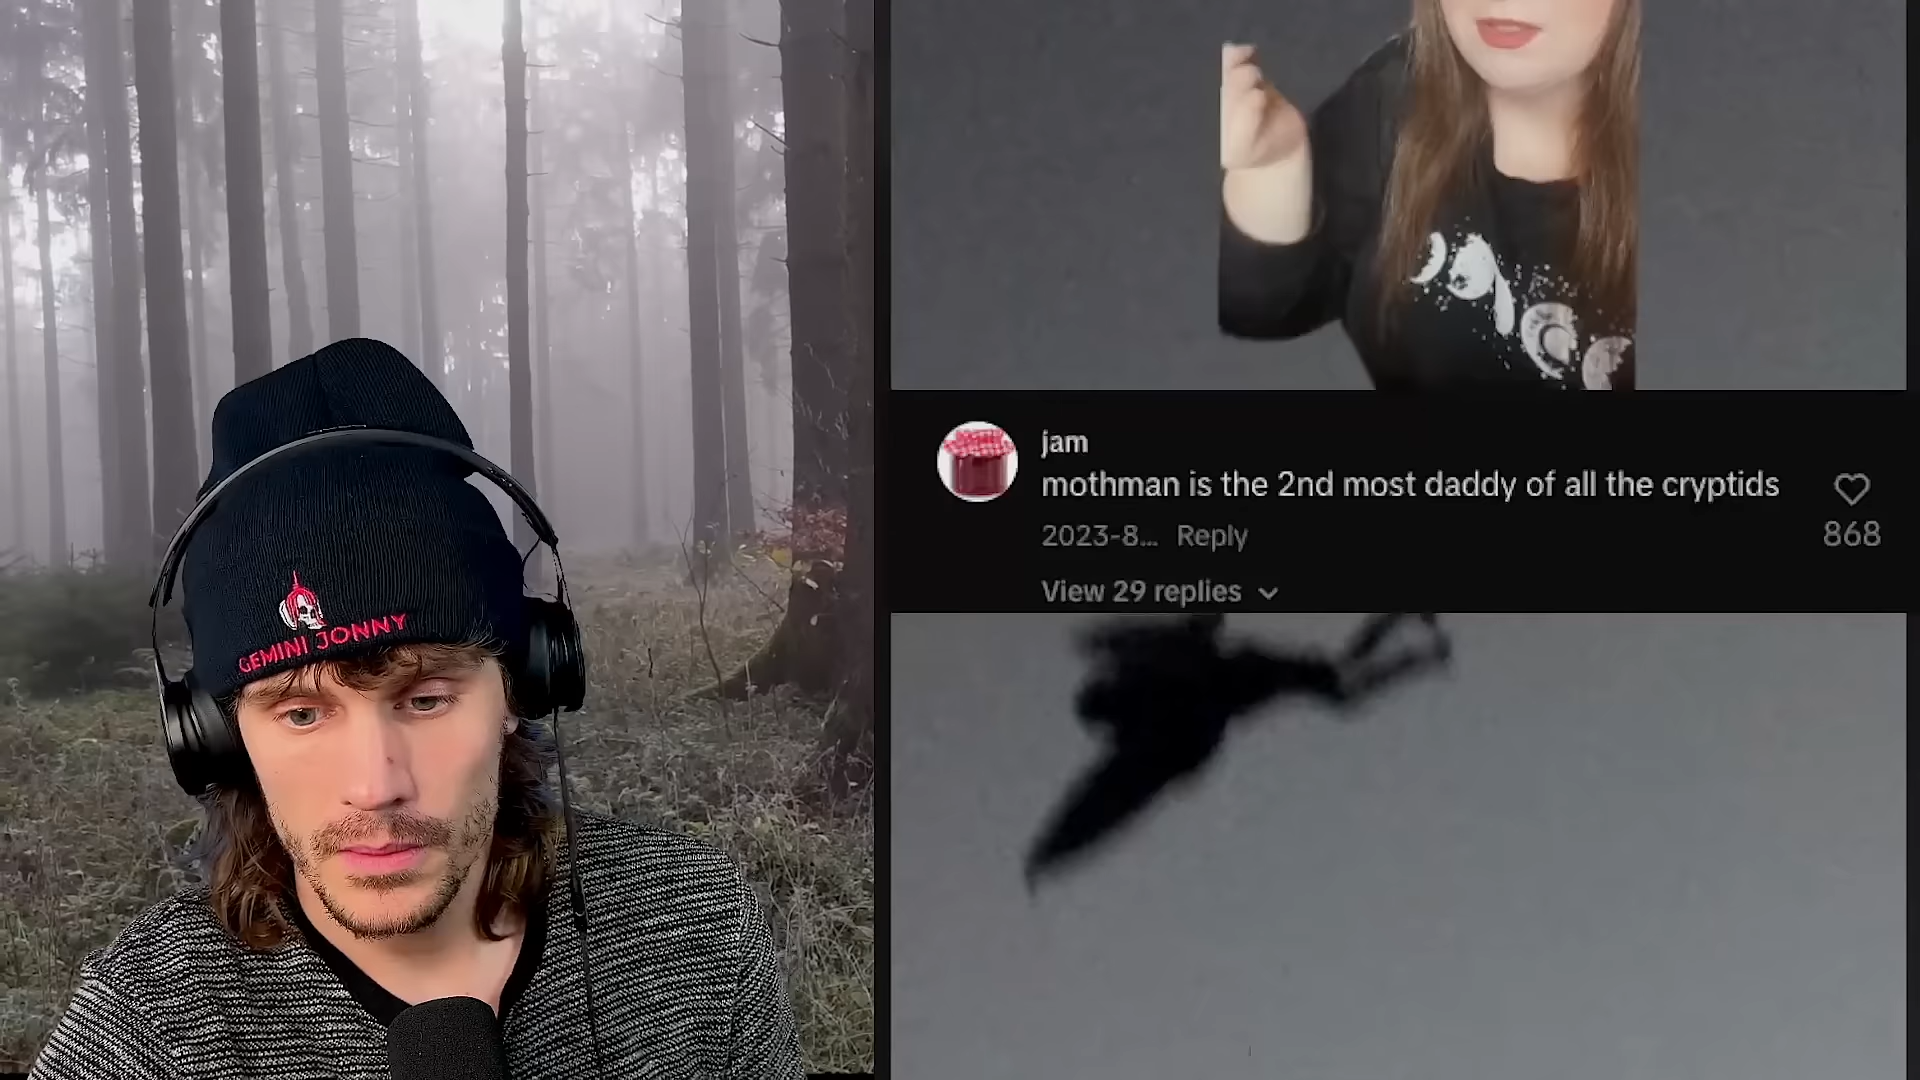 GEMINI JONNY
jam
mothman is the 2nd most daddy of all the cryptids
2023-8... Reply
868
View 29 replies